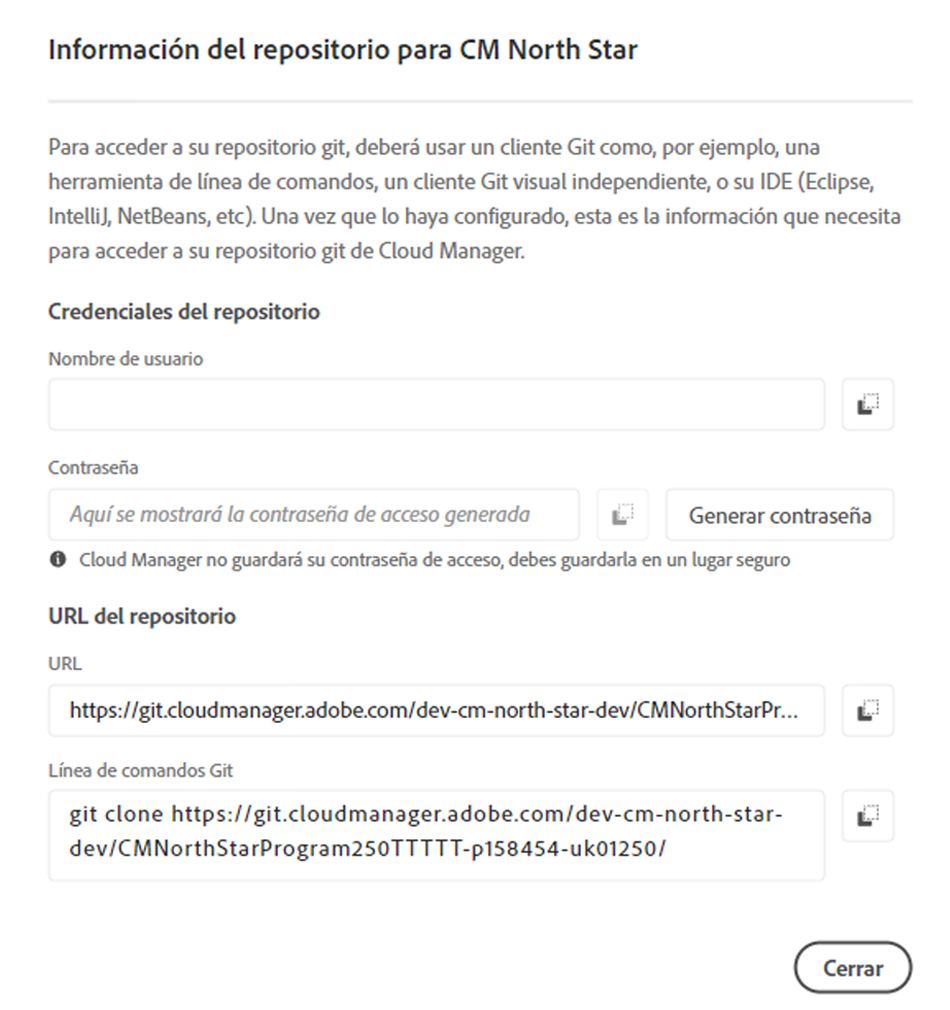 Información del repositorio para CM North Star
Para acceder a su repositorio git, deberá usar un cliente Git como, por ejemplo, una
herramienta de línea de comandos, un cliente Git visual independiente, o su IDE (Eclipse,
IntelliJ, NetBeans, etc). Una vez que lo haya configurado, esta es la información que necesita
para acceder a su repositorio git de Cloud Manager.
Credenciales del repositorio
Nombre de usuario
Contraseña
Aquí se mostrará la contraseña de acceso generada
Generar contraseña
Cloud Manager no guardará su contraseña de acceso, debes guardarla en un lugar seguro
URL del repositorio
URL
https://git.cloudmanager.adobe.com/dev-cm-north-star-dev/CMNorthStarPr...
Línea de comandos Git
git clone https://git.cloudmanager.adobe.com/dev-cm-north-star-
dev/CMNorthStarProgram250TTTTT-p158454-uk01250/
Cerrar